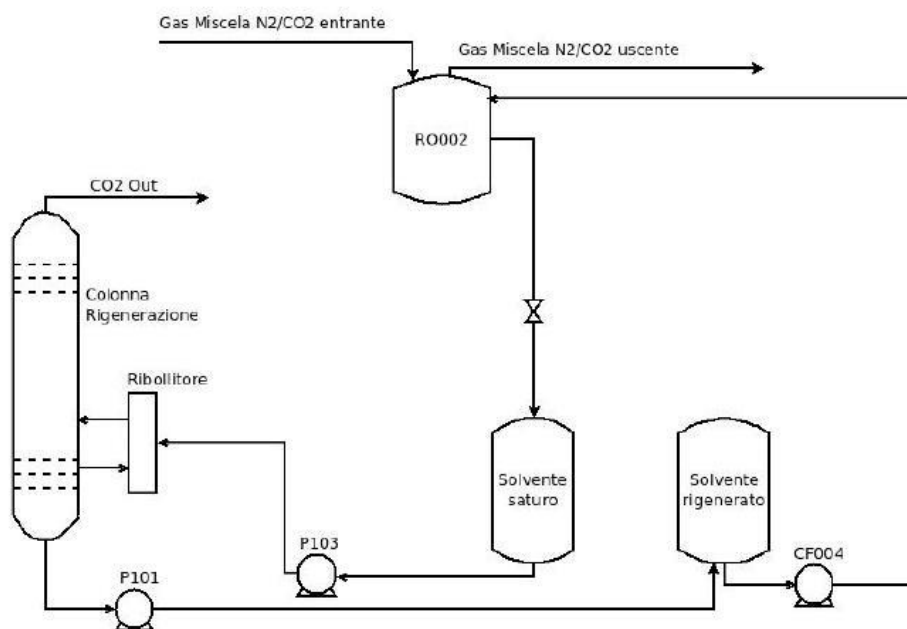 Gas Miscela N2/CO2 entrante
Gas Miscela N2/CO2 uscente
RO002
CO2 Out
Colonna
Rigenerazione
Ribollitore
Solvente
saturo
Solvente
rigenerato
P103
CF004
P101